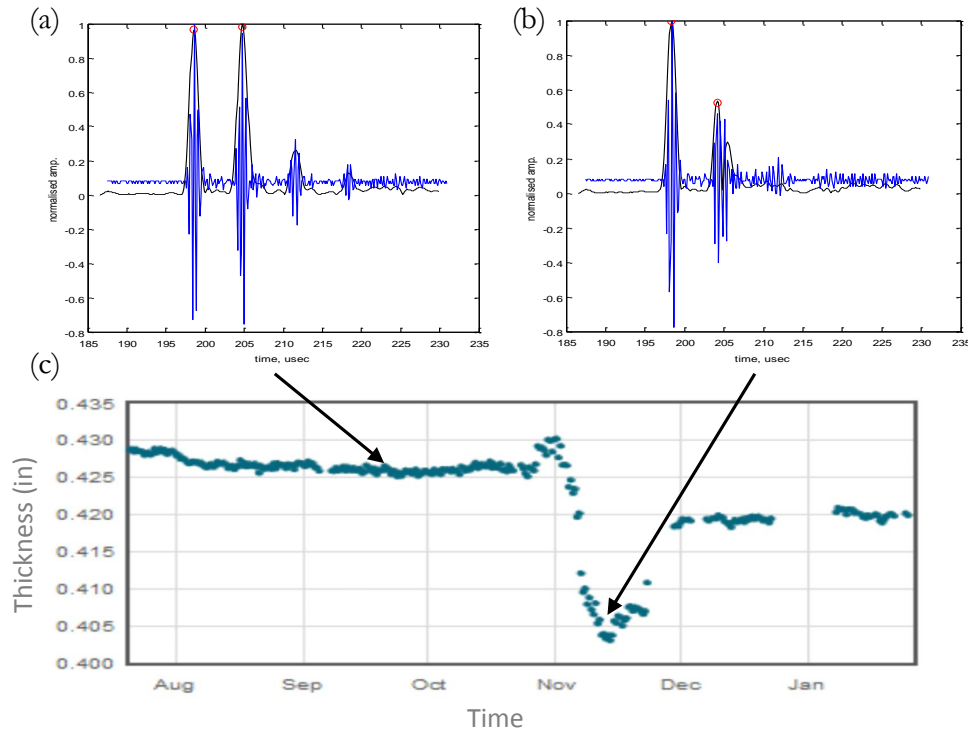 (a)
1
0.8
0.6
0.4
0.2
0
-0.2
-0.4
-0.6
-0.8
normalised amp.
185 190 195 200 205 210 215 220 225 230 235
time, usec
(b)
1
0.8
0.6
0.4
0.2
0
-0.2
-0.4
-0.6
-0.8
normalised amp.
185 190 195 200 205 210 215 220 225 230 235
time, usec
(c)
0.435
0.430
0.425
0.420
0.415
0.410
0.405
0.400
Thickness (in)
Aug Sep Oct Nov Dec Jan
Time